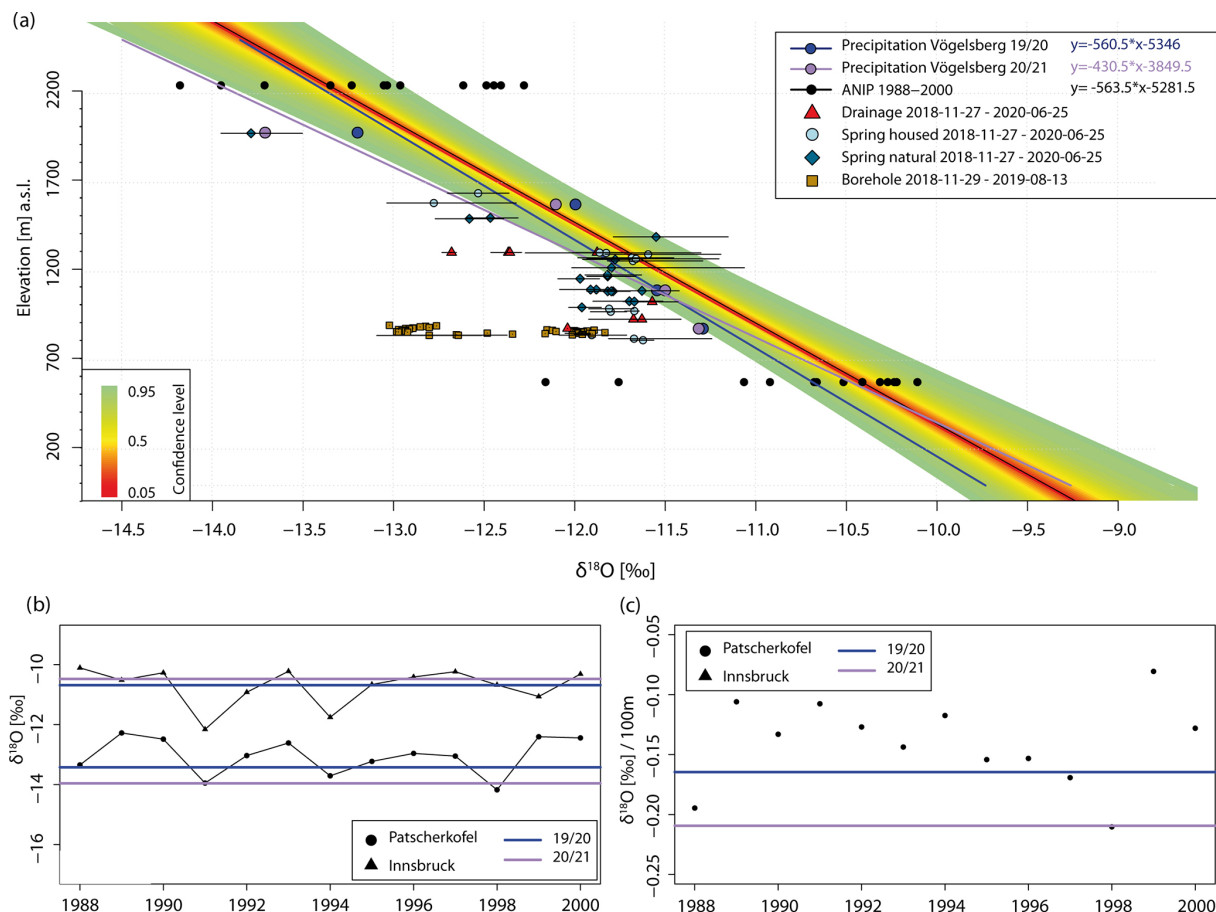 (a)
Precipitation Vögelsberg 19/20 y=-560.5*x-5346
Precipitation Vögelsberg 20/21 y=-430.5*x-3849.5
ANIP 1988−2000 y= -563.5*x-5281.5
Drainage 2018-11-27 - 2020-06-25
Spring housed 2018-11-27 - 2020-06-25
Spring natural 2018-11-27 - 2020-06-25
Borehole 2018-11-29 - 2019-08-13
Elevation [m] a.s.l.
2200
1700
1200
700
200
0.95
0.5
0.05
Confidence level
−14.5 −14.0 −13.5 −13.0 −12.5 −12.0 −11.5 −11.0 −10.5 −10.0 −9.5 −9.0
δ18O [‰]
(b)
δ18O [‰]
−10
−12
−14
−16
Patscherkofel 19/20
Innsbruck 20/21
1988 1990 1992 1994 1996 1998 2000
(c)
δ18O [‰] / 100m
−0.05
−0.10
−0.15
−0.20
−0.25
Patscherkofel 19/20
Innsbruck 20/21
1988 1990 1992 1994 1996 1998 2000